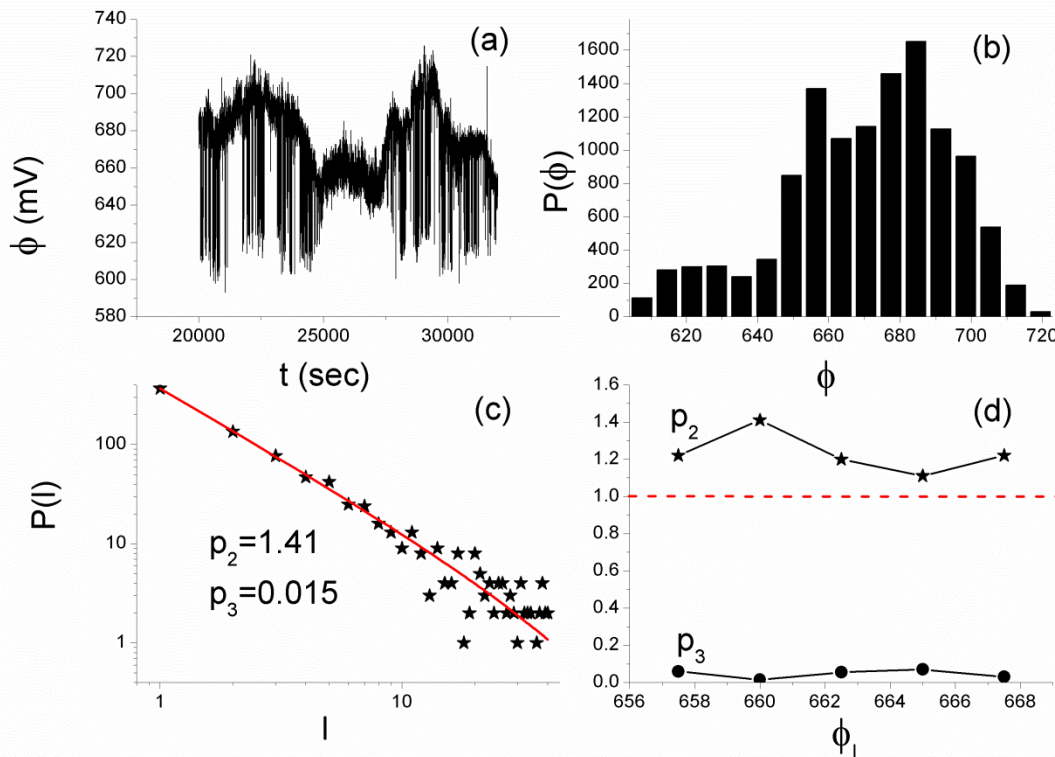 (a)
740
720
700
680
660
640
620
600
580
ϕ (mV)
20000 25000 30000
t (sec)
(b)
1600
1400
1200
1000
800
600
400
200
0
P(ϕ)
620 640 660 680 700 720
ϕ
(c)
100
10
1
P(l)
p2=1.41
p3=0.015
1 10
l
(d)
1.6
1.4
1.2
1.0
0.8
0.6
0.4
0.2
0.0
p2
p3
656 658 660 662 664 666 668
ϕl